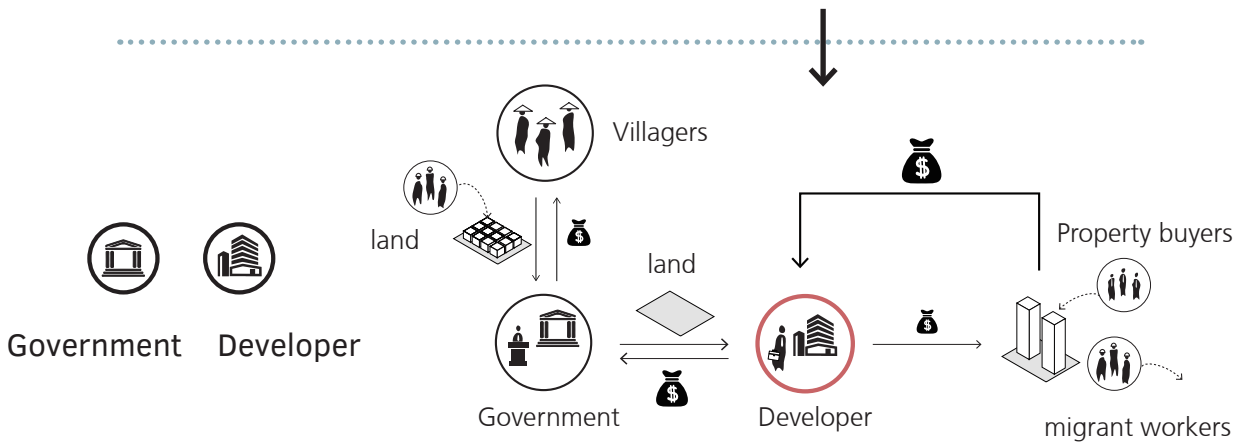 Villagers
land
Property buyers
land
Government
Developer
Government
Developer
migrant workers
$
$
$
$